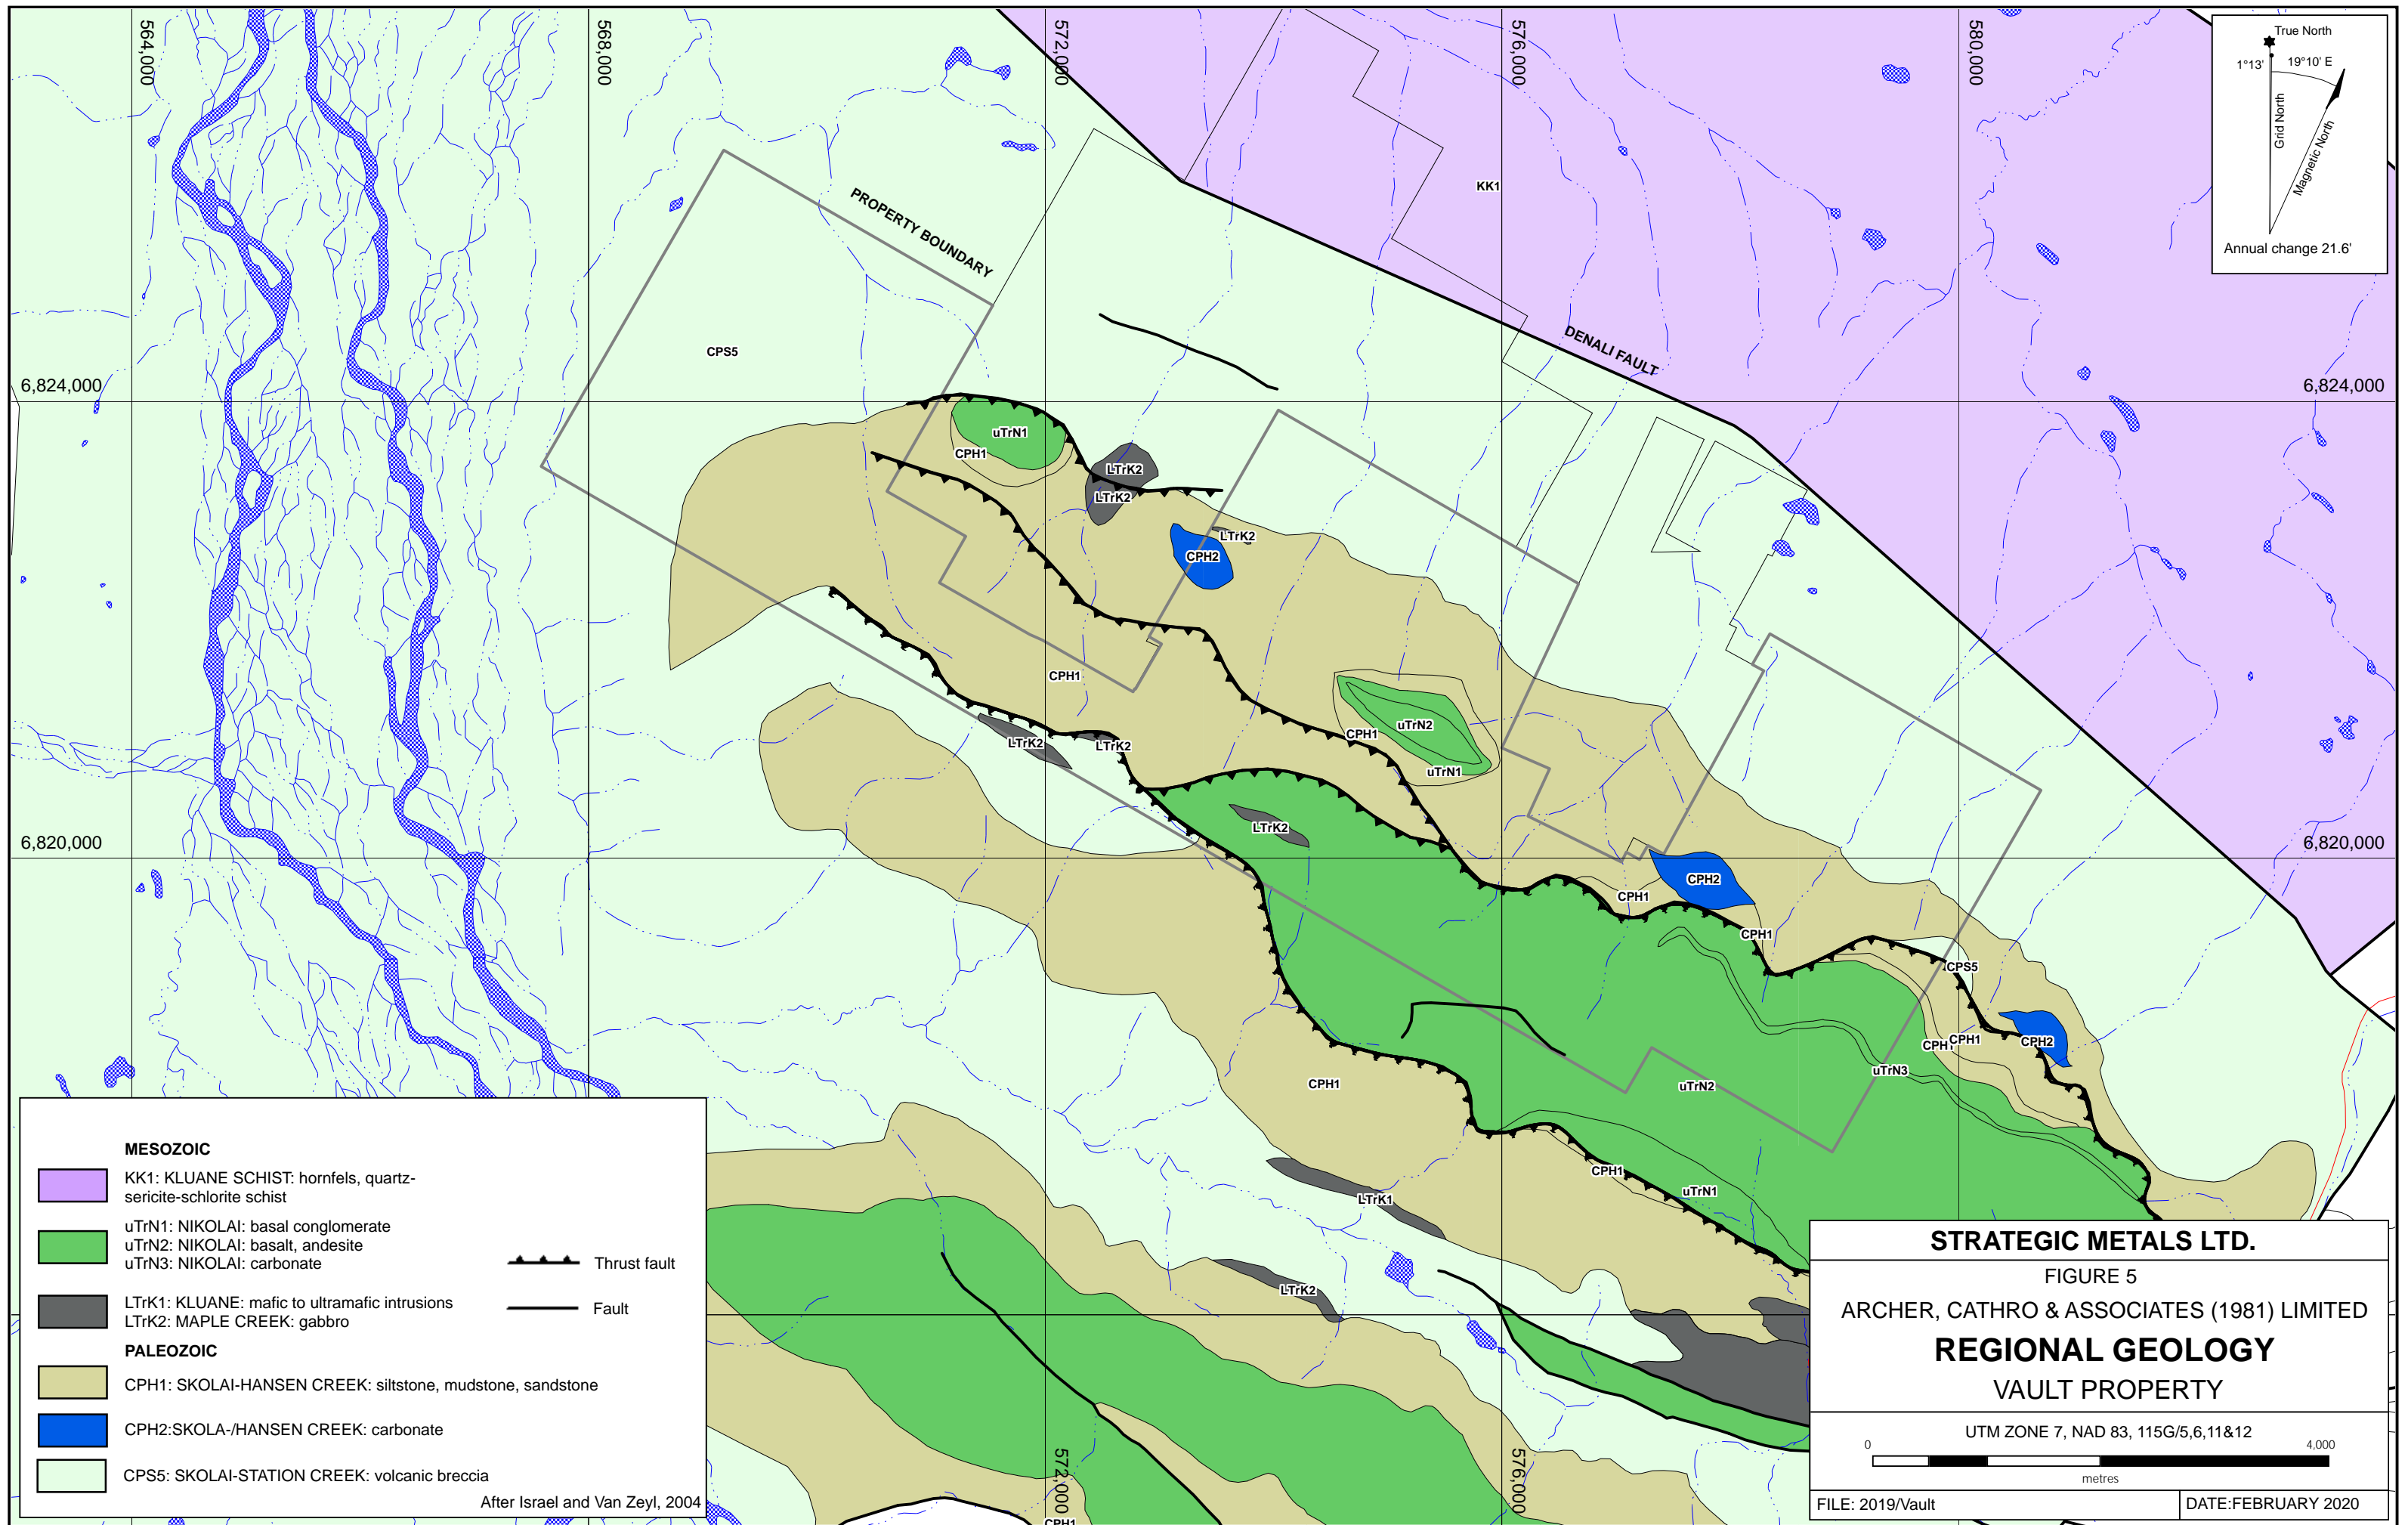 564,000
568,000
572,000
576,000
580,000
True North
1°13'
19°10' E
Grid North
Magnetic North
Annual change 21.6'
KK1
PROPERTY BOUNDARY
DENALI FAULT
CPS5
6,824,000
6,824,000
uTrN1
CPH1
LTrK2
LTrK2
LTrK2
CPH2
CPH1
uTrN2
CPH1
LTrK2
LTrK2
uTrN1
LTrK2
6,820,000
6,820,000
CPH2
CPH1
CPH1
CPS5
CPH1
CPH1
CPH2
uTrN3
CPH1
uTrN2
CPH1
uTrN1
LTrK1
LTrK2
572,000
576,000
CPH1
MESOZOIC
KK1: KLUANE SCHIST: hornfels, quartz-
sericite-schlorite schist
uTrN1: NIKOLAI: basal conglomerate
uTrN2: NIKOLAI: basalt, andesite
uTrN3: NIKOLAI: carbonate
Thrust fault
LTrK1: KLUANE: mafic to ultramafic intrusions
LTrK2: MAPLE CREEK: gabbro
Fault
PALEOZOIC
CPH1: SKOLAI-HANSEN CREEK: siltstone, mudstone, sandstone
CPH2:SKOLA-/HANSEN CREEK: carbonate
CPS5: SKOLAI-STATION CREEK: volcanic breccia
After Israel and Van Zeyl, 2004
STRATEGIC METALS LTD.
FIGURE 5
ARCHER, CATHRO & ASSOCIATES (1981) LIMITED
REGIONAL GEOLOGY
VAULT PROPERTY
UTM ZONE 7, NAD 83, 115G/5,6,11&12
0 4,000
metres
FILE: 2019/Vault
DATE:FEBRUARY 2020